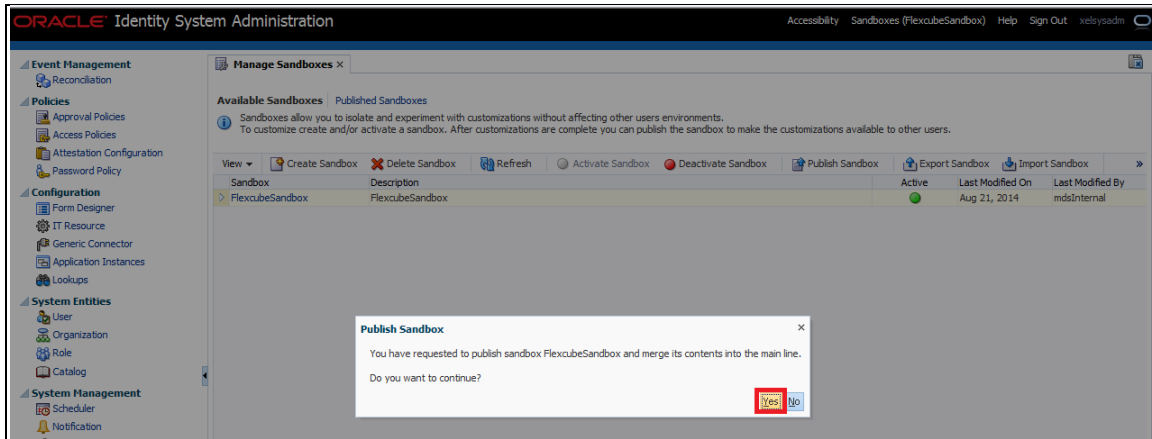 ORACLE Identity System Administration
Accessibility Sandboxes (FlexcubeSandbox) Help Sign Out xelsysadm
Event Management
Reconciliation
Policies
Approval Policies
Access Policies
Attestation Configuration
Password Policy
Configuration
Form Designer
IT Resource
Generic Connector
Application Instances
Lookups
System Entities
User
Organization
Role
Catalog
System Management
Scheduler
Notification
Manage Sandboxes ×
Available Sandboxes Published Sandboxes
Sandboxes allow you to isolate and experiment with customizations without affecting other users environments.
To customize create and/or activate a sandbox. After customizations are complete you can publish the sandbox to make the customizations available to other users.
View Create Sandbox Delete Sandbox Refresh Activate Sandbox Deactivate Sandbox Publish Sandbox Export Sandbox Import Sandbox »
Sandbox Description Active Last Modified On Last Modified By
FlexcubeSandbox FlexcubeSandbox Aug 21, 2014 mdsInternal
Publish Sandbox ×
You have requested to publish sandbox FlexcubeSandbox and merge its contents into the main line.
Do you want to continue?
Yes No